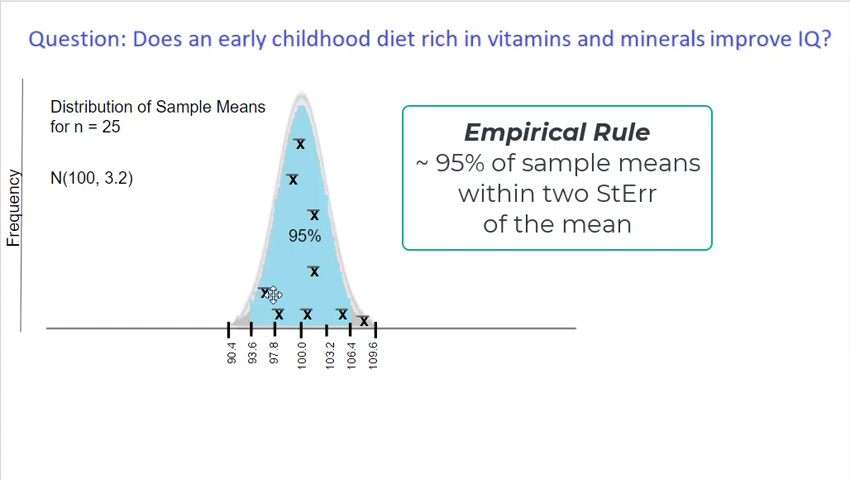 Question: Does an early childhood diet rich in vitamins and minerals improve IQ?
Distribution of Sample Means
for n = 25
N(100, 3.2)
Frequency
Empirical Rule
~ 95% of sample means
within two StErr
of the mean
x̅
x̅
x̅
95%
x̅
x̅
x̅ x̅ x̅ x̅
90.4 93.6 97.8 100.0 103.2 106.4 109.6